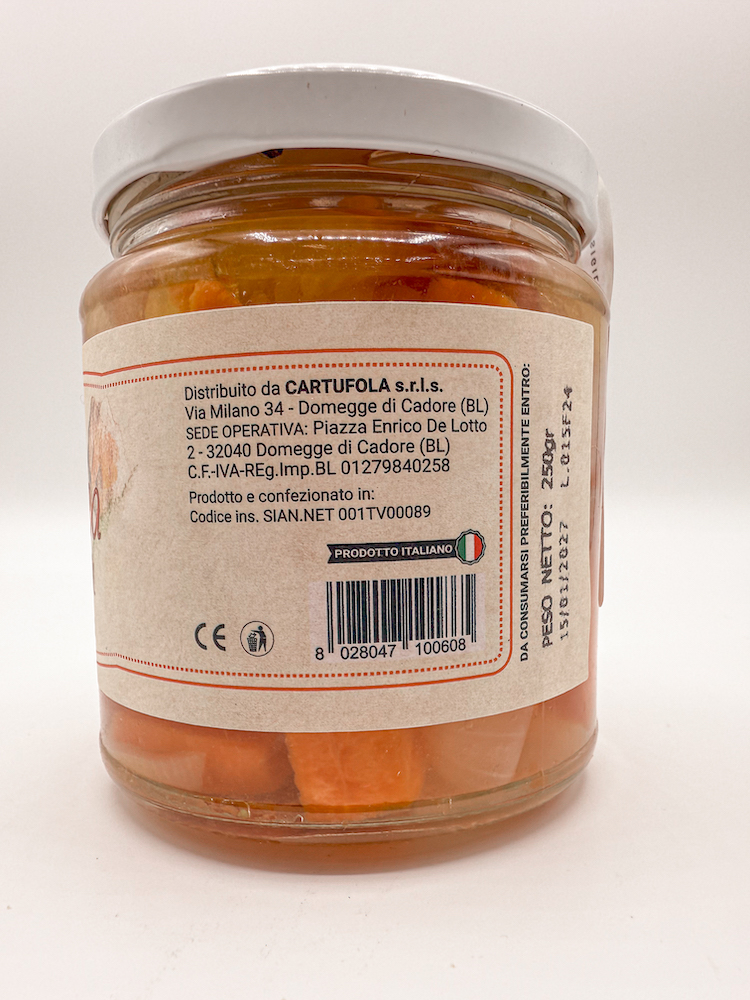 Distribuito da CARTUFOLA s.r.l.s.
Via Milano 34 - Domegge di Cadore (BL)
SEDE OPERATIVA: Piazza Enrico De Lotto
2 - 32040 Domegge di Cadore (BL)
C.F.-IVA-REg.Imp.BL 01279840258
Prodotto e confezionato in:
Codice ins. SIAN.NET 001TV00089
PRODOTTO ITALIANO
CE
8 028047 100608
DA CONSUMARSI PREFERIBILMENTE ENTRO:
PESO NETTO: 250gr
15/01/2027 L.015F24